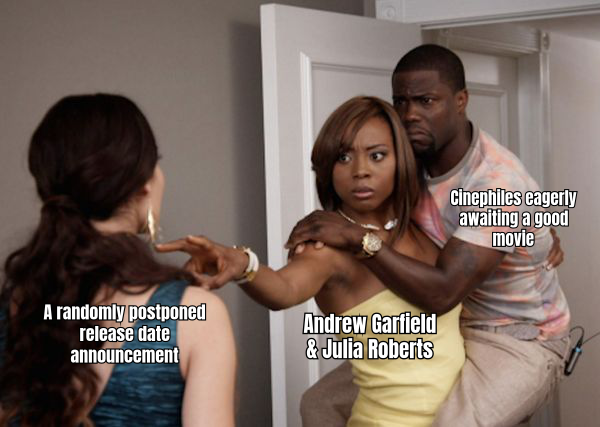 Cinephiles eagerly
awaiting a good
movie
A randomly postponed
release date
announcement
Andrew Garfield
& Julia Roberts